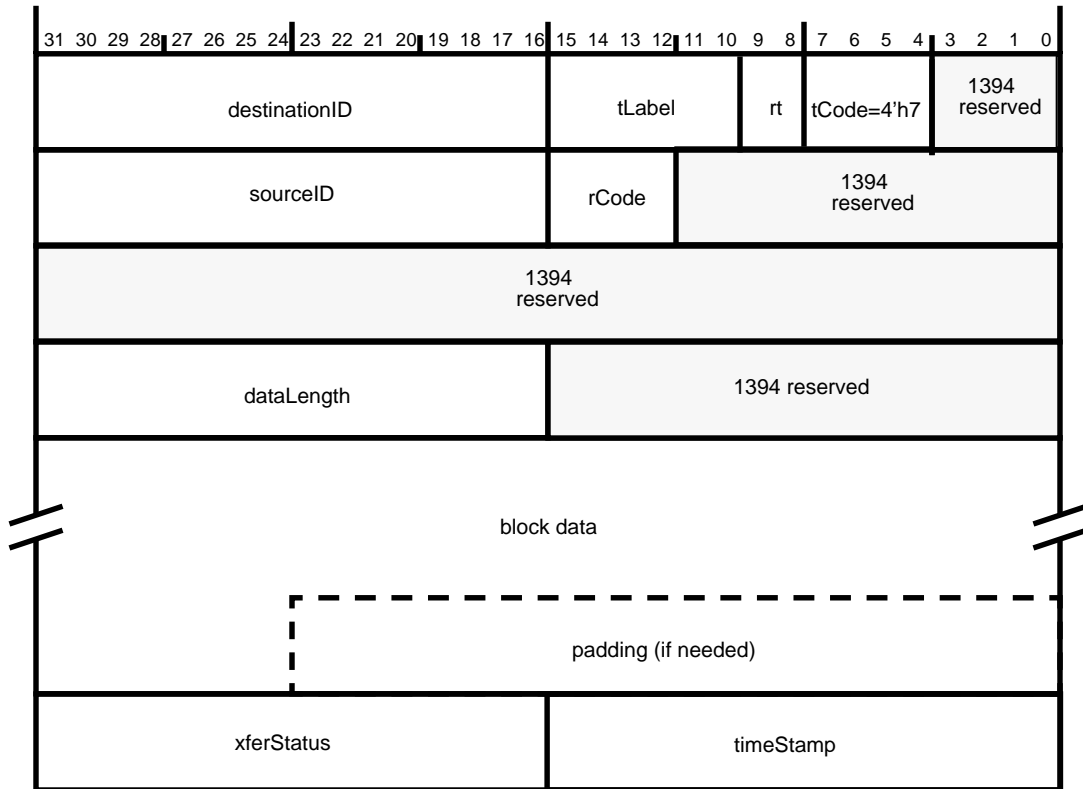 31 30 29 28 27 26 25 24 23 22 21 20 19 18 17 16 15 14 13 12 11 10 9 8 7 6 5 4 3 2 1 0
destinationID tLabel rt tCode=4’h7 1394
reserved
sourceID rCode 1394
reserved
1394
reserved
dataLength 1394 reserved
block data
padding (if needed)
xferStatus timeStamp